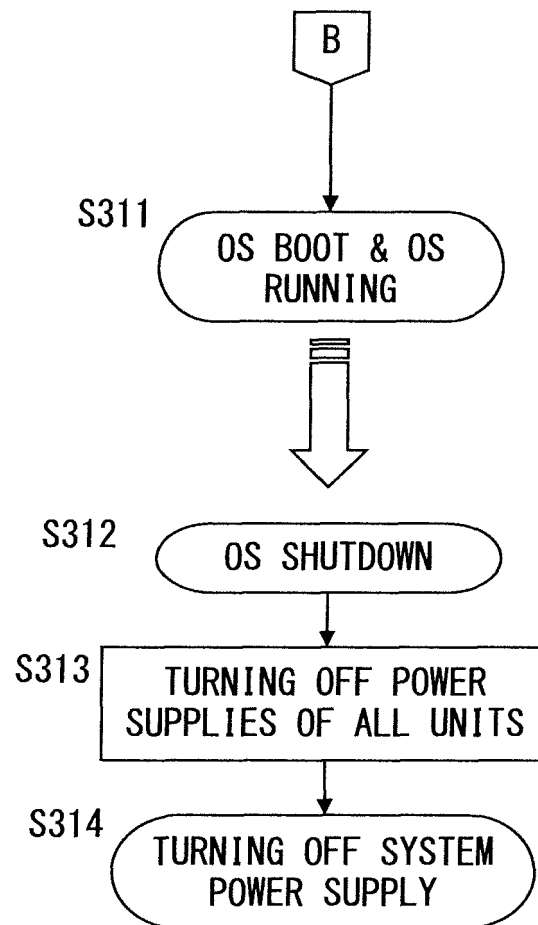 B
S311
OS BOOT & OS
RUNNING
S312
OS SHUTDOWN
S313
TURNING OFF POWER
SUPPLIES OF ALL UNITS
S314
TURNING OFF SYSTEM
POWER SUPPLY